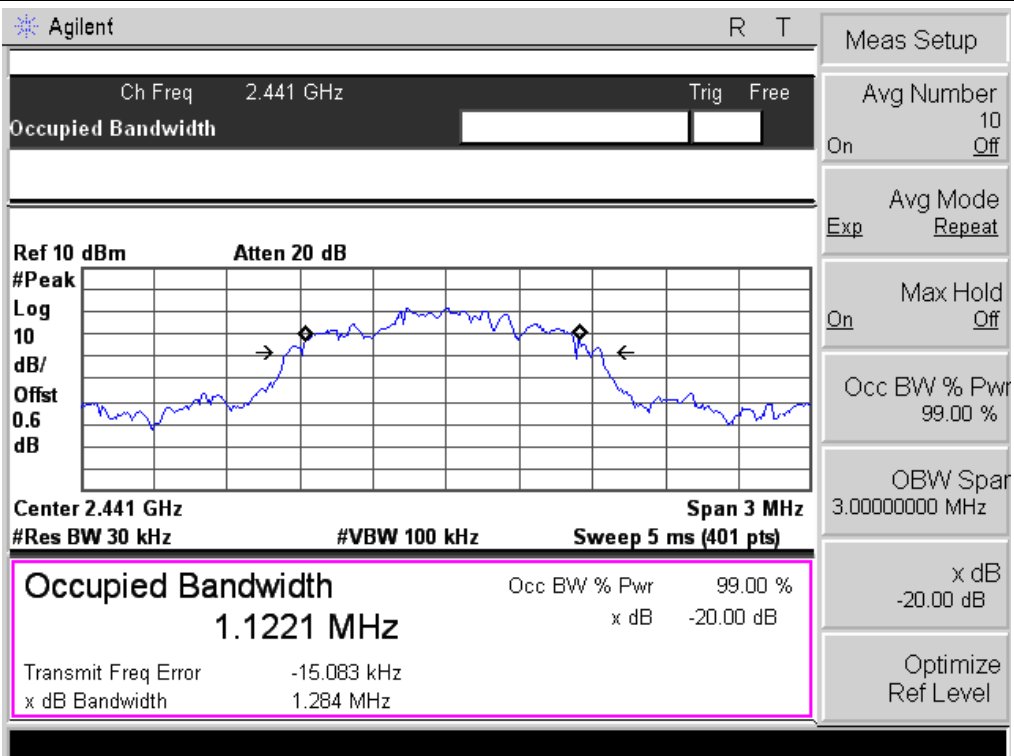 Agilent R T
Ch Freq 2.441 GHz Trig Free
Occupied Bandwidth
Ref 10 dBm Atten 20 dB
#Peak
Log
10
dB/
Offst
0.6
dB
Center 2.441 GHz Span 3 MHz
#Res BW 30 kHz #VBW 100 kHz Sweep 5 ms (401 pts)
Occupied Bandwidth
1.1221 MHz
Occ BW % Pwr 99.00 %
x dB -20.00 dB
Transmit Freq Error -15.083 kHz
x dB Bandwidth 1.284 MHz
Meas Setup
Avg Number
10
On Off
Avg Mode
Exp Repeat
Max Hold
On Off
Occ BW % Pwr
99.00 %
OBW Span
3.00000000 MHz
x dB
-20.00 dB
Optimize
Ref Level